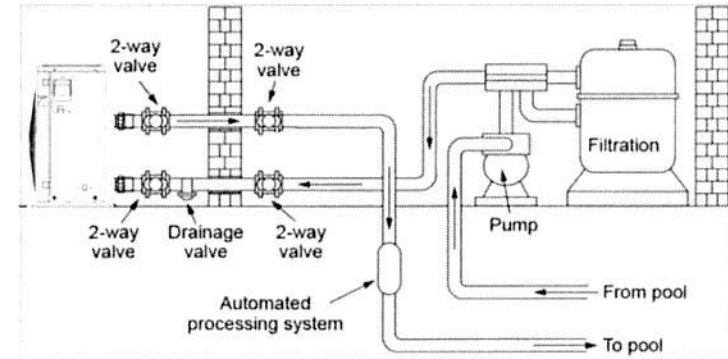 2-way
valve
2-way
valve
Filtration
Pump
2-way
valve
Drainage
valve
2-way
valve
Automated
processing system
From pool
To pool